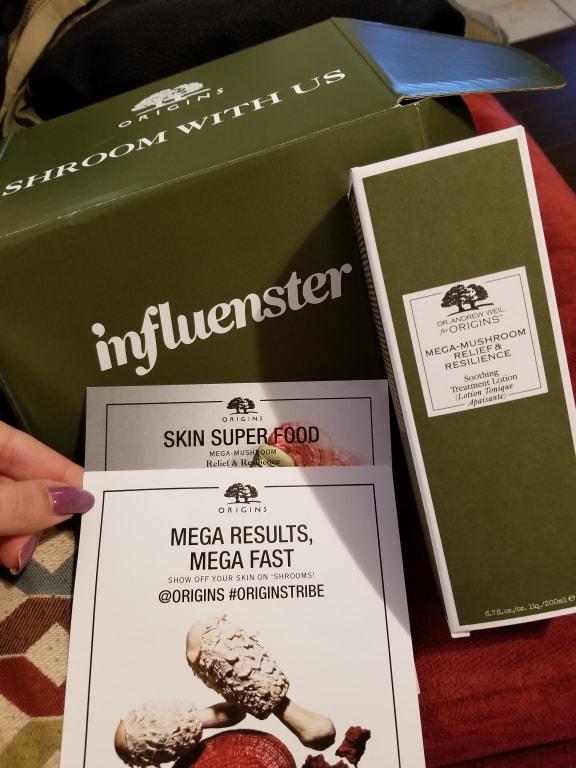 ORIGINS
SHROOM WITH US
influenster
DR. ANDREW WEIL
for ORIGINS™
MEGA-MUSHROOM
RELIEF &
RESILIENCE
Soothing
Treatment Lotion
(Lotion Tonique
Apaisante)
6.7 fl.oz./oz. liq./200ml e
ORIGINS
SKIN SUPER FOOD
MEGA-MUSHROOM
Relief & Resilience
ORIGINS
MEGA RESULTS,
MEGA FAST
SHOW OFF YOUR SKIN ON 'SHROOMS!
@ORIGINS #ORIGINSTRIBE